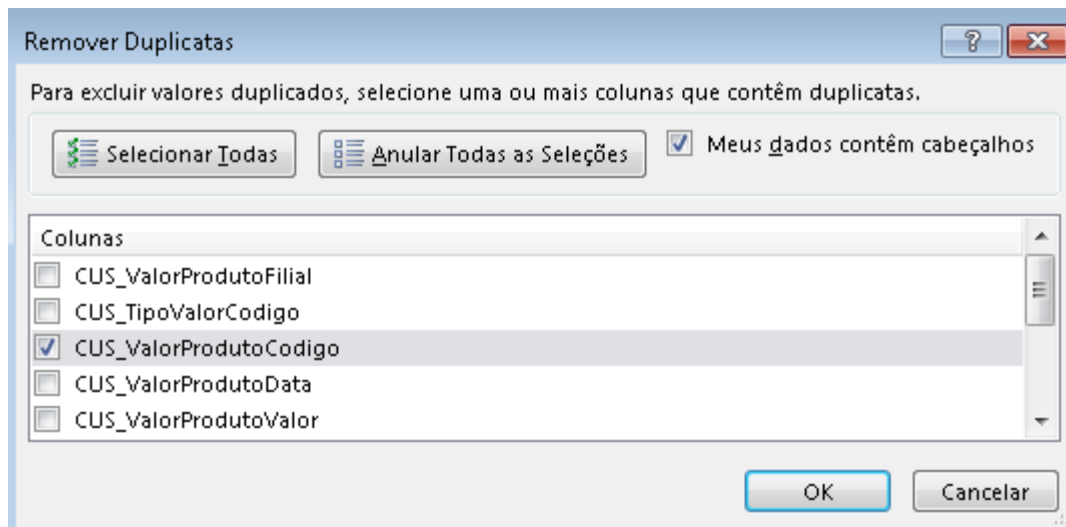 Remover Duplicatas
Para excluir valores duplicados, selecione uma ou mais colunas que contêm duplicatas.
Selecionar Todas
Anular Todas as Seleções
Meus dados contêm cabeçalhos
Colunas
CUS_ValorProdutoFilial
CUS_TipoValorCodigo
CUS_ValorProdutoCodigo
CUS_ValorProdutoData
CUS_ValorProdutoValor
OK
Cancelar